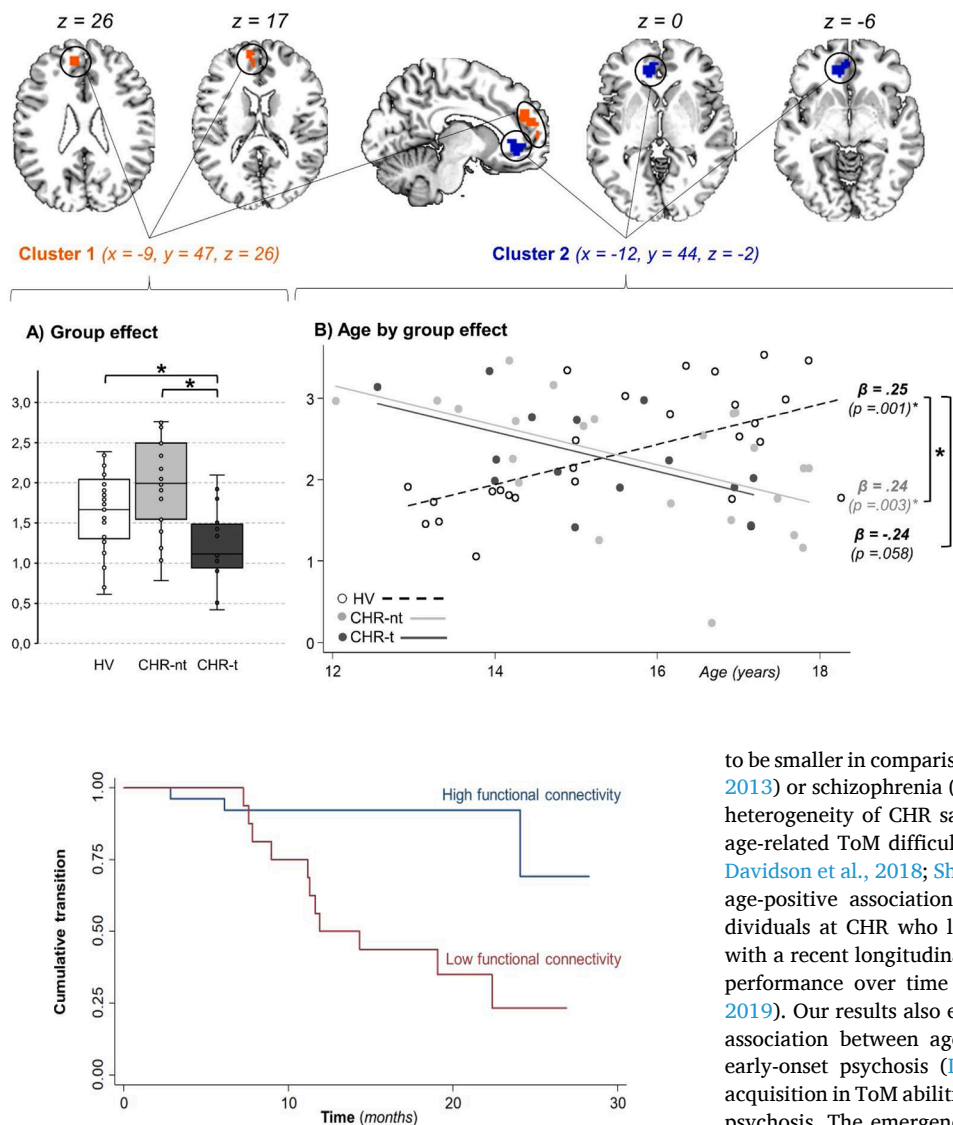 z = 26
z = 17
z = 0
z = -6
Cluster 1 (x = -9, y = 47, z = 26)
Cluster 2 (x = -12, y = 44, z = -2)
A) Group effect
*
*
3,0
2,5
2,0
1,5
1,0
0,5
0,0
HV CHR-nt CHR-t
B) Age by group effect
3
2
1
0
β = .25
(p =.001)*
*
β = .24
(p =.003)*
β = -.24
(p =.058)
HV
CHR-nt
CHR-t
12 14 16 18
Age (years)
Cumulative transition
1.00
0.75
0.50
0.25
0.00
High functional connectivity
Low functional connectivity
0 10 20 30
Time (months)
to be smaller in comparis
2013) or schizophrenia (
heterogeneity of CHR sa
age-related ToM difficul
Davidson et al., 2018; Sh
age-positive association
dividuals at CHR who l
with a recent longitudina
performance over time
2019). Our results also e
association between age
early-onset psychosis (I
acquisition in ToM abiliti
psychosis. The emergenc